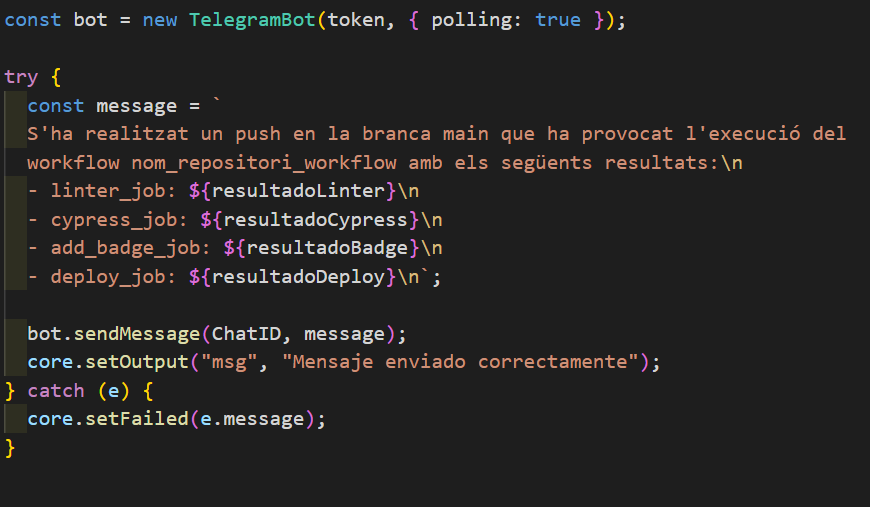 const bot = new TelegramBot(token, { polling: true });
try {
const message = `
S'ha realitzat un push en la branca main que ha provocat l'execució del
workflow nom_repositori_workflow amb els següents resultats:\n
- linter_job: ${resultadoLinter}\n
- cypress_job: ${resultadoCypress}\n
- add_badge_job: ${resultadoBadge}\n
- deploy_job: ${resultadoDeploy}\n`;
bot.sendMessage(ChatID, message);
core.setOutput("msg", "Mensaje enviado correctamente");
} catch (e) {
core.setFailed(e.message);
}